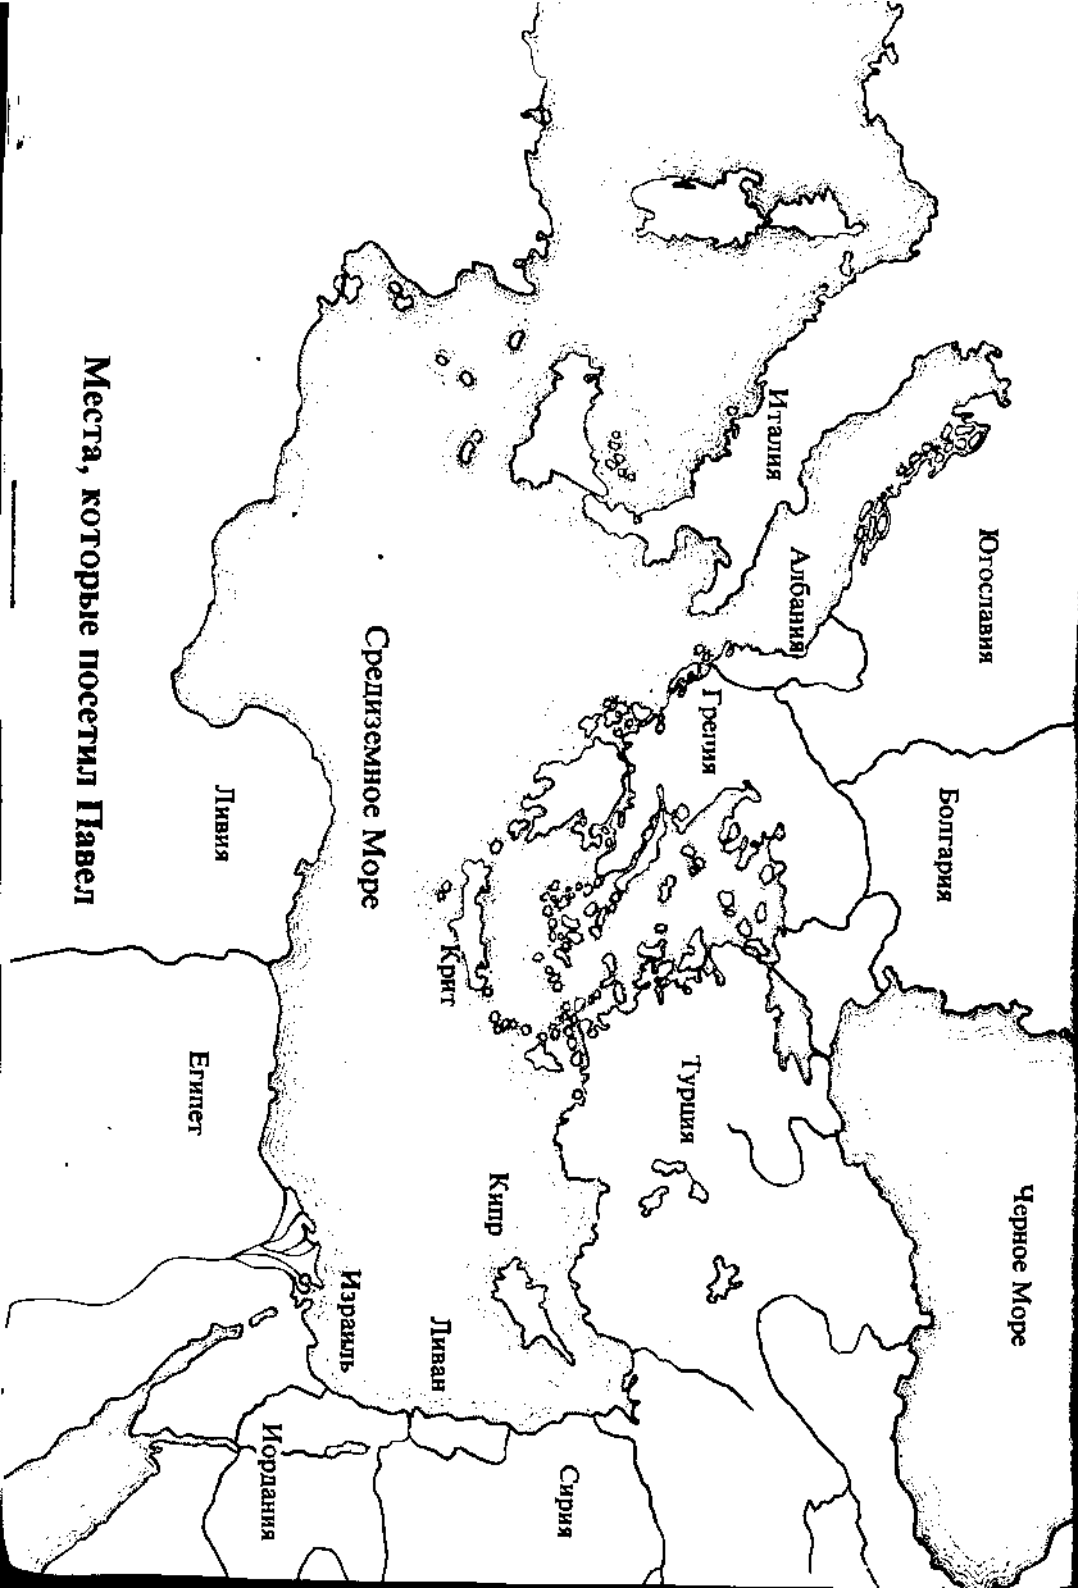 Югославия
Болгария
Черное Море
Италия
Албания
Греция
Турция
Средиземное Море
Крит
Кипр
Ливан
Сирия
Израиль
Иордания
Ливия
Египет
Места, которые посетил Павел